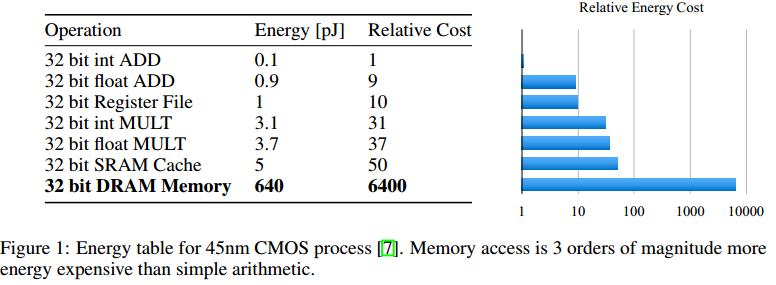 Relative Energy Cost
Operation Energy [pJ] Relative Cost
32 bit int ADD 0.1 1
32 bit float ADD 0.9 9
32 bit Register File 1 10
32 bit int MULT 3.1 31
32 bit float MULT 3.7 37
32 bit SRAM Cache 5 50
32 bit DRAM Memory 640 6400
1 10 100 1000 10000
Figure 1: Energy table for 45nm CMOS process [7]. Memory access is 3 orders of magnitude more
energy expensive than simple arithmetic.